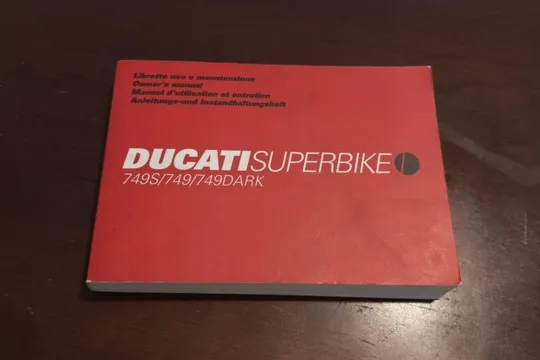 Libretto uso e manutenzione
Owner's manual
Manuel d'utilisation et entretien
Anleitungs-und Instandhaltungsheft
DUCATISUPERBIKE
749S/749/749DARK